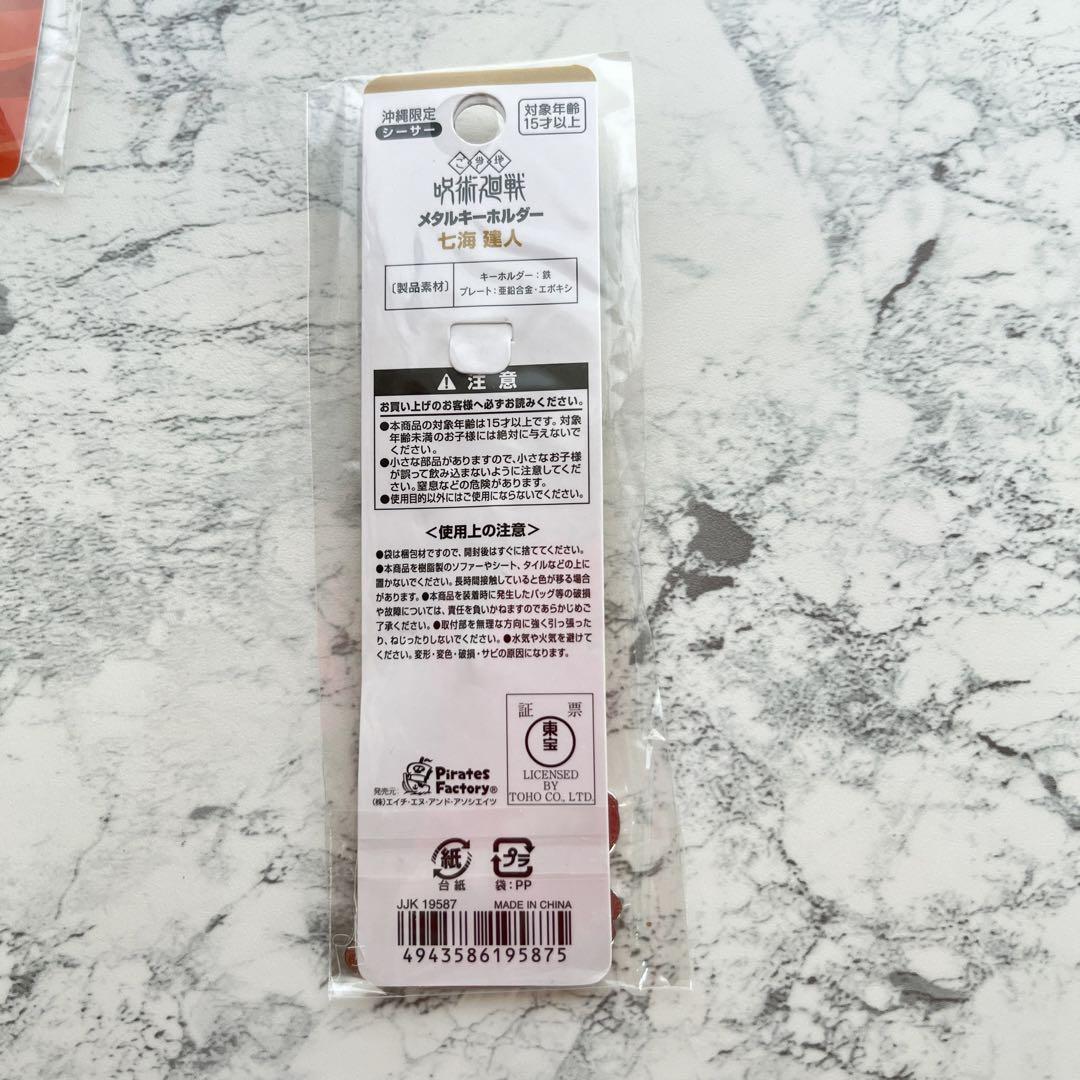 沖縄限定
シーサー
対象年齢
15才以上
ご当地
呪術廻戦
メタルキーホルダー
七海 建人
〔製品素材〕
キーホルダー:鉄
プレート:亜鉛合金・エポキシ
注 意
お買い上げのお客様へ必ずお読みください。
●本商品の対象年齢は15才以上です。対象
年齢未満のお子様には絶対に与えないで
ください。
●小さな部品がありますので、小さなお子様
が誤って飲み込まないように注意してくだ
さい。窒息などの危険があります。
●使用目的以外にはご使用にならないでください。
<使用上の注意>
●袋は梱包材ですので、開封後はすぐに捨ててください。
●本商品を樹脂製のソファーやシート、タイルなどの上に
置かないでください。長時間接触していると色が移る場合
があります。●本商品を装着時に発生したバッグ等の破損
や故障については、責任を負いかねますのであらかじめご
了承ください。●取付部を無理な方向に強く引っ張った
り、ねじったりしないでください。●水気や火気を避けて
ください。変形・変色・破損・サビの原因になります。
証 票
東宝
LICENSED
BY
TOHO CO., LTD.
Pirates
Factory®
発売元:
(株)エイチ・エヌ・アンド・アソシエイツ
紙
台紙
プラ
袋:PP
JJK 19587 MADE IN CHINA
4943586195875